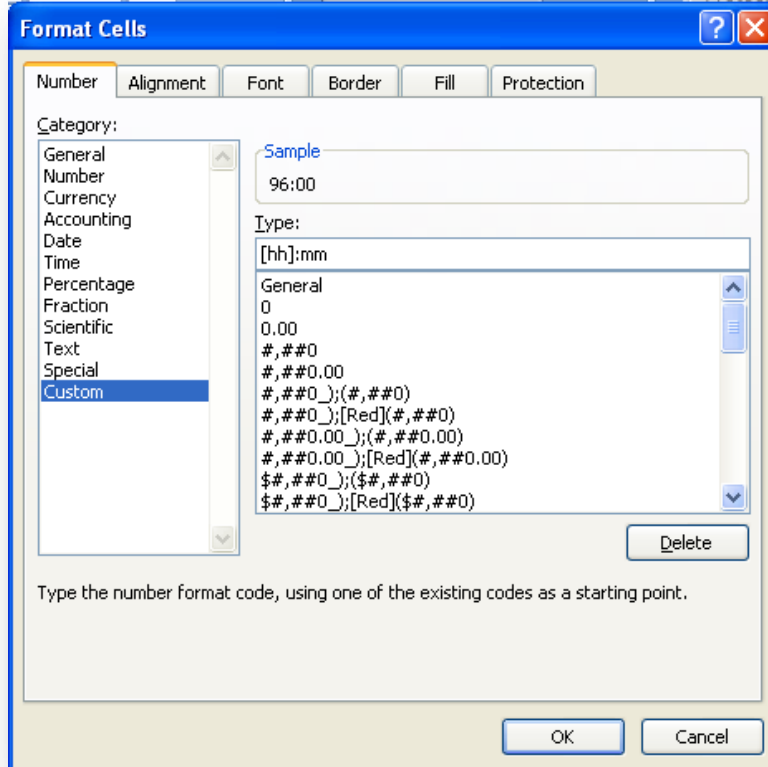 Format Cells
Number Alignment Font Border Fill Protection
Category:
General
Number
Currency
Accounting
Date
Time
Percentage
Fraction
Scientific
Text
Special
Custom
Sample
96:00
Type:
[hh]:mm
General
0
0.00
#,##0
#,##0.00
#,##0_);(#,##0)
#,##0_);[Red](#,##0)
#,##0.00_);(#,##0.00)
#,##0.00_);[Red](#,##0.00)
$#,##0_);($#,##0)
$#,##0_);[Red]($#,##0)
Delete
Type the number format code, using one of the existing codes as a starting point.
OK Cancel